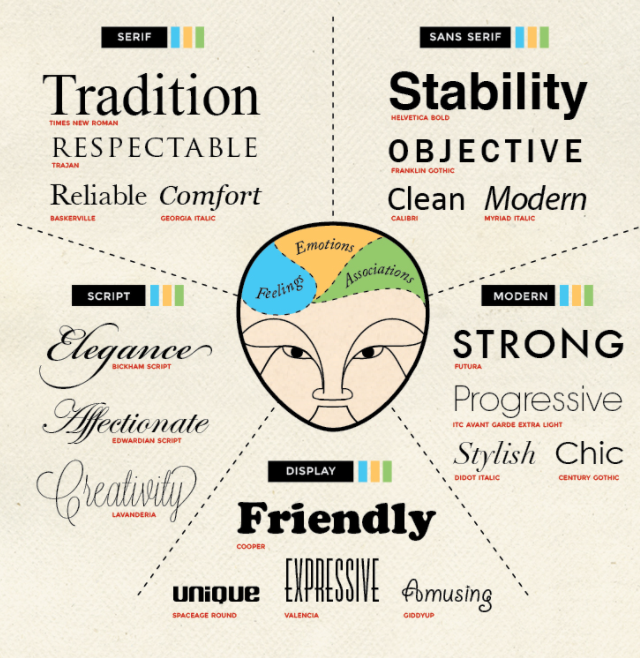 SERIF
Tradition
TIMES NEW ROMAN
RESPECTABLE
TRAJAN
Reliable Comfort
BASKERVILLE GEORGIA ITALIC
SANS SERIF
Stability
HELVETICA BOLD
OBJECTIVE
FRANKLIN GOTHIC
Clean Modern
CALIBRI MYRIAD ITALIC
Emotions
Feelings
Associations
SCRIPT
Elegance
BICKHAM SCRIPT
Affectionate
EDWARDIAN SCRIPT
Creativity
LAVANDERIA
MODERN
STRONG
FUTURA
Progressive
ITC AVANT GARDE EXTRA LIGHT
Stylish Chic
DIDOT ITALIC CENTURY GOTHIC
DISPLAY
Friendly
COOPER
unique EXPRESSIVE Amusing
SPACEAGE ROUND VALENCIA GIDDYUP